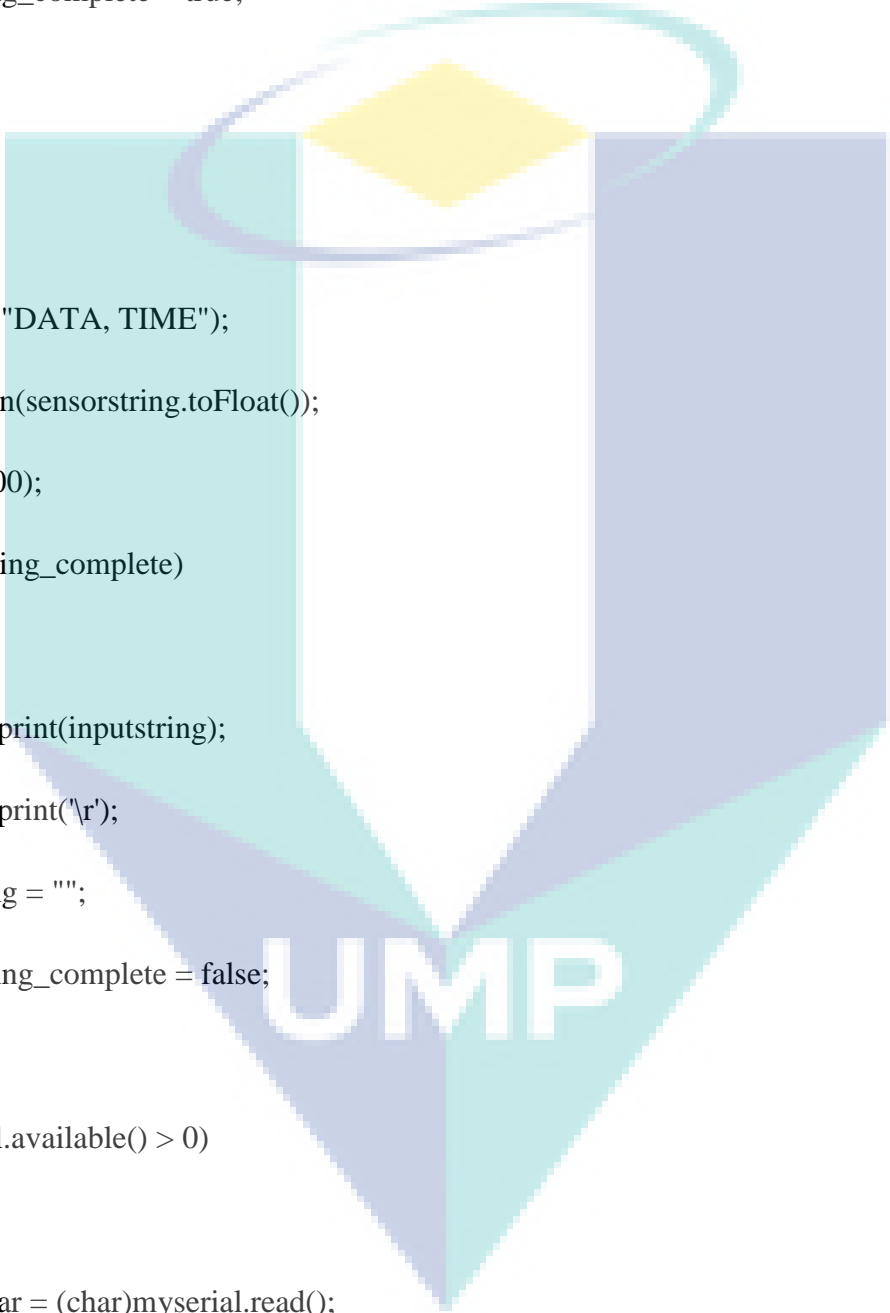 g_complete = true;
"DATA, TIME");
n(sensorstring.toFloat());
00);
ing_complete)
print(inputstring);
print('\r');
g = "";
ing_complete = false;
UMP
l.available() > 0)
ar = (char)myserial.read();